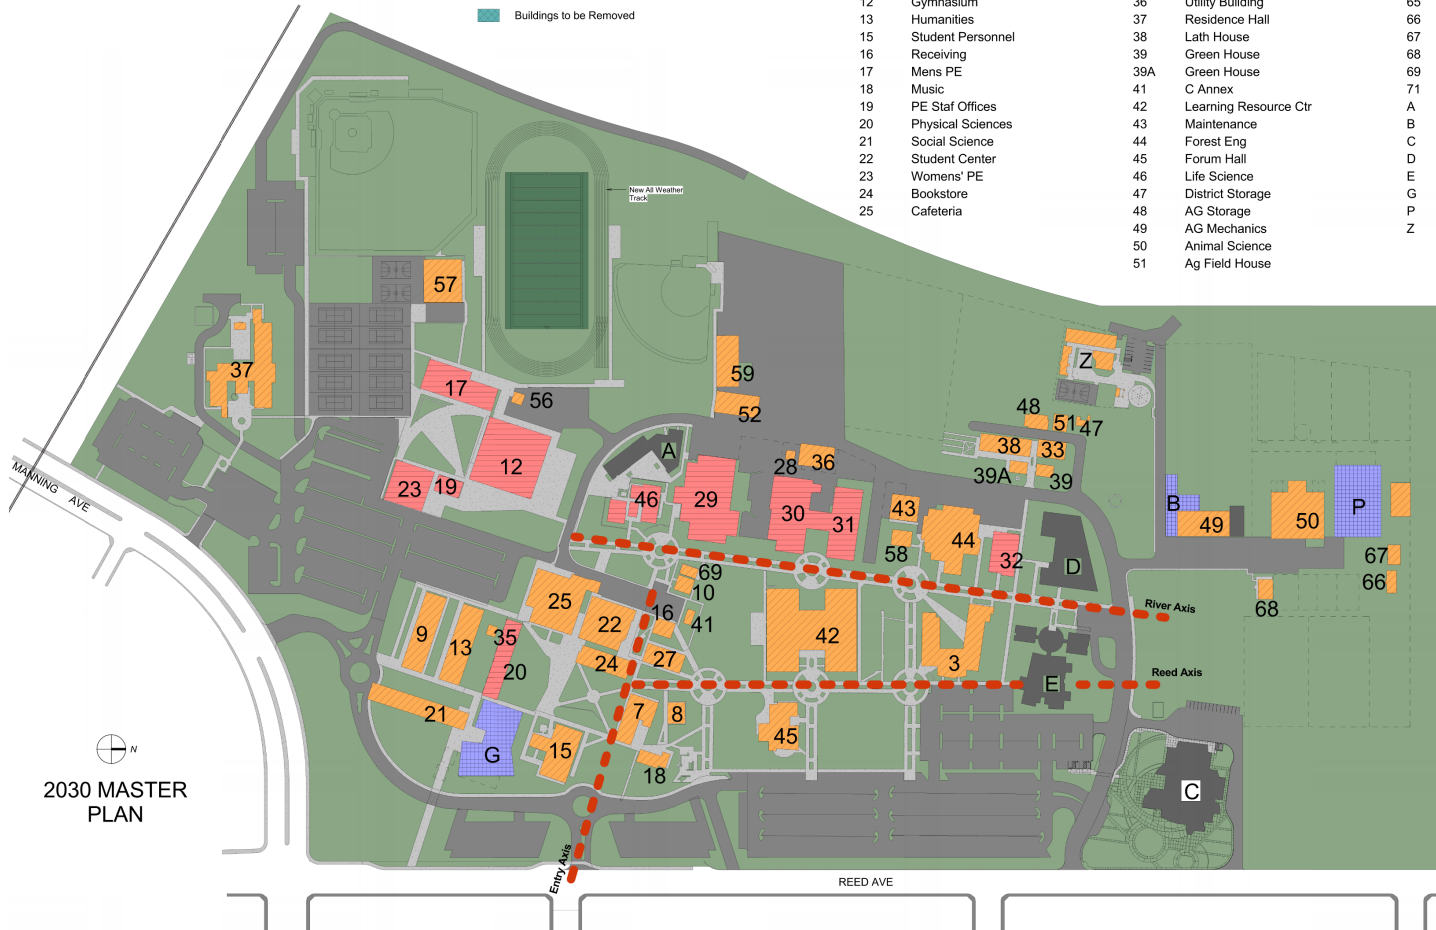 12 Gymnasium 36 Utility Building 65
Buildings to be Removed
13 Humanities 37 Residence Hall 66
15 Student Personnel 38 Lath House 67
16 Receiving 39 Green House 68
17 Mens PE 39A Green House 69
18 Music 41 C Annex 71
19 PE Staf Offices 42 Learning Resource Ctr A
20 Physical Sciences 43 Maintenance B
21 Social Science 44 Forest Eng C
22 Student Center 45 Forum Hall D
23 Womens' PE 46 Life Science E
24 Bookstore 47 District Storage G
25 Cafeteria 48 AG Storage P
49 AG Mechanics Z
50 Animal Science
51 Ag Field House
New All Weather
Track
57
37
17
56
59
52
Z
48
51
47
38
33
39A
39
12
23
19
A
46
29
28
36
30
31
43
58
44
32
D
B
49
50
P
67
66
68
MANNING AVE
River Axis
69
10
16
41
25
22
9
13
35
20
24
27
42
3
E
Reed Axis
21
G
15
7
8
18
45
C
N
2030 MASTER
PLAN
Entry Axis
REED AVE